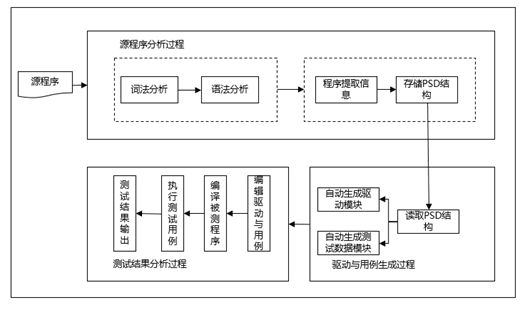 源程序分析过程
源程序
词法分析
语法分析
程序提取信
息
存储PSD结
构
测试结果输出
执行测试用例
编译被测程序
编辑驱动与用例
自动生成驱
动模块
读取PSD结
构
自动生成测
试数据模块
测试结果分析过程
驱动与用例生成过程